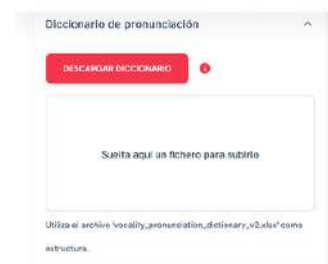 Diccionario de pronunciación
DESCARGAR DICCIONARIO
Suelta aquí un fichero para subirlo
Utiliza el archivo 'vocality_pronunciation_dictionary_v2.xlsx' como
estructura.